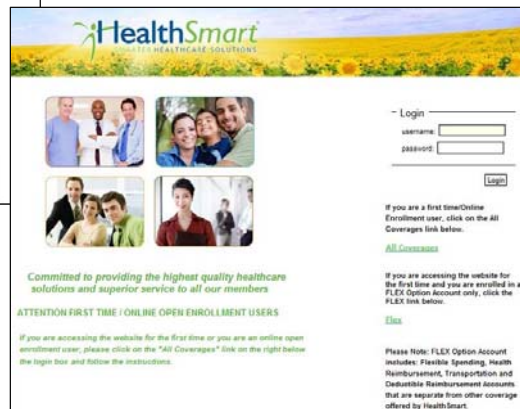 HealthSmart
SMARTER HEALTHCARE SOLUTIONS
Committed to providing the highest quality healthcare
solutions and superior service to all our members
ATTENTION FIRST TIME / ONLINE OPEN ENROLLMENT USERS
If you are accessing the website for the first time or you are an online open
enrollment user, please click on the "All Coverages" link on the right below
the login box and follow the instructions.
Login
username:
password:
Login
If you are a first time/Online
Enrollment user, click on the All
Coverages link below.
All Coverages
If you are accessing the website for
the first time and you are enrolled in a
FLEX Option Account only, click the
FLEX link below.
Flex
Please Note: FLEX Option Account
includes: Flexible Spending, Health
Reimbursement, Transportation and
Deductible Reimbursement Accounts
that are separate from other coverage
offered by HealthSmart.